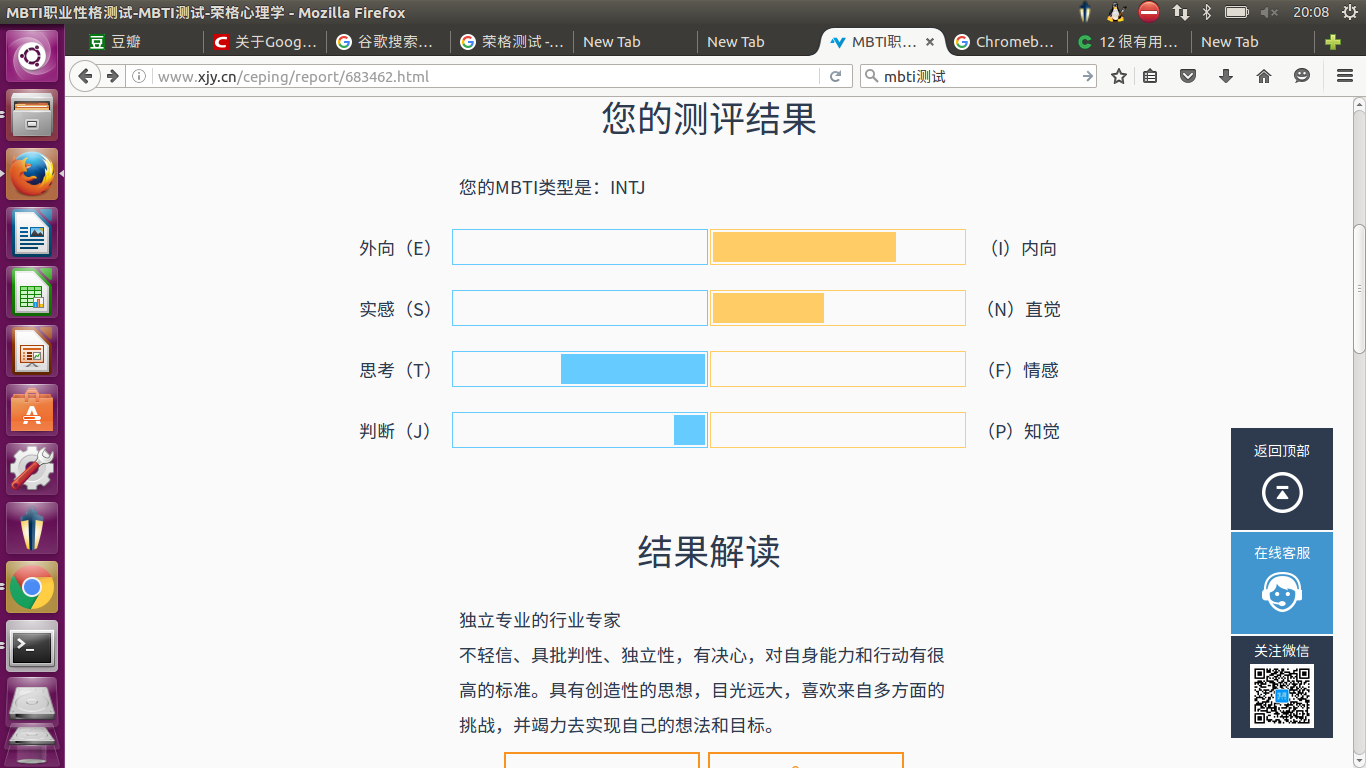 MBTI职业性格测试-MBTI测试-荣格心理学 - Mozilla Firefox
20:08
豆 豆瓣
关于Goog...
谷歌搜索...
荣格测试 -...
New Tab
New Tab
MBTI职...
Chromeb...
12 很有用...
New Tab
www.xjy.cn/ceping/report/683462.html
mbti测试
您的测评结果
您的MBTI类型是：INTJ
外向（E）
（I）内向
实感（S）
（N）直觉
思考（T）
（F）情感
判断（J）
（P）知觉
返回顶部
在线客服
关注微信
结果解读
独立专业的行业专家
不轻信、具批判性、独立性，有决心，对自身能力和行动有很
高的标准。具有创造性的思想，目光远大，喜欢来自多方面的
挑战，并竭力去实现自己的想法和目标。